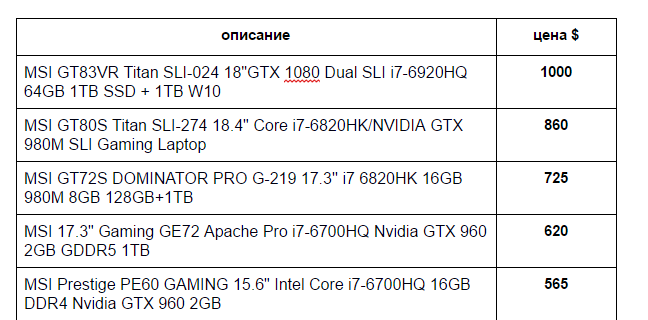 описание цена $
MSI GT83VR Titan SLI-024 18"GTX 1080 Dual SLI i7-6920HQ 1000
64GB 1TB SSD + 1TB W10
MSI GT80S Titan SLI-274 18.4" Core i7-6820HK/NVIDIA GTX 860
980M SLI Gaming Laptop
MSI GT72S DOMINATOR PRO G-219 17.3" i7 6820HK 16GB 725
980M 8GB 128GB+1TB
MSI 17.3" Gaming GE72 Apache Pro i7-6700HQ Nvidia GTX 960 620
2GB GDDR5 1TB
MSI Prestige PE60 GAMING 15.6" Intel Core i7-6700HQ 16GB 565
DDR4 Nvidia GTX 960 2GB